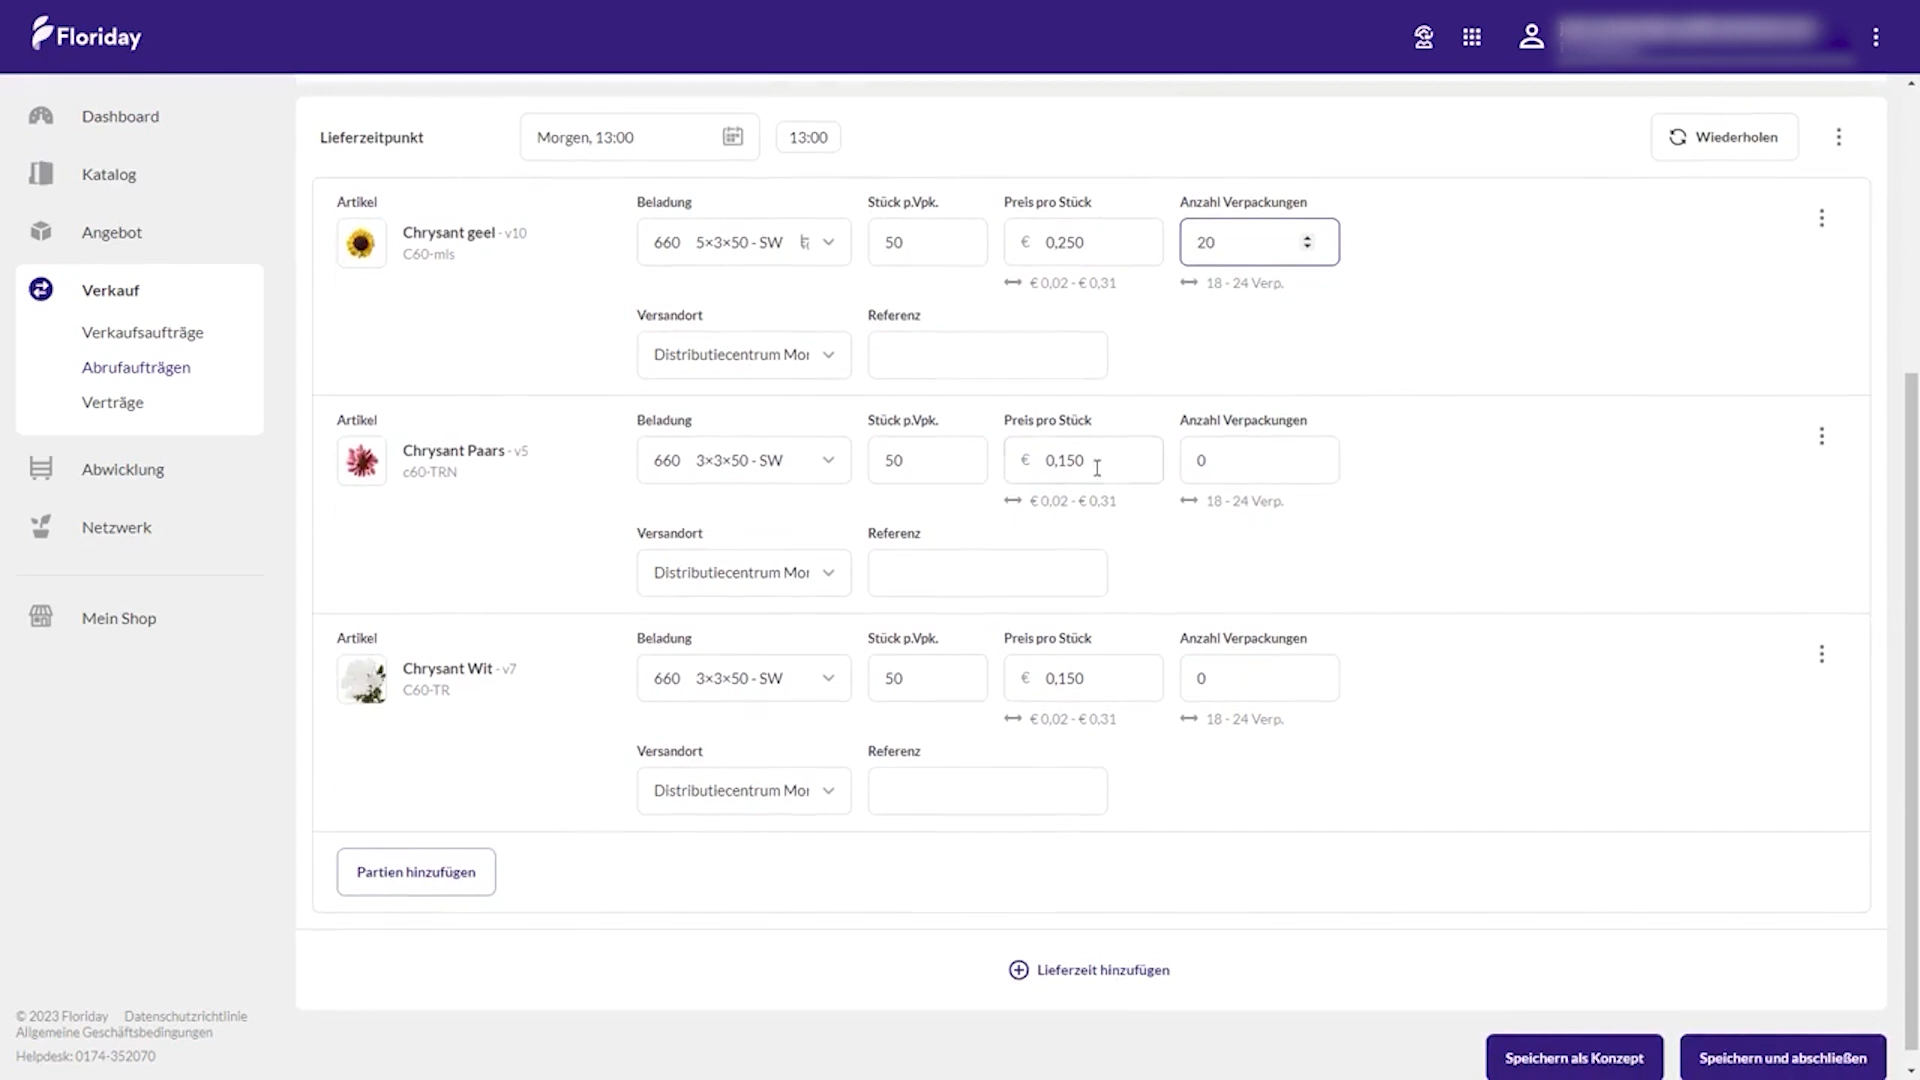 Floriday
Dashboard
Katalog
Angebot
Verkauf
Verkaufsaufträge
Abrufaufträgen
Verträge
Abwicklung
Netzwerk
Mein Shop
© 2023 Floriday Datenschutzrichtlinie
Allgemeine Geschäftsbedingungen
Helpdesk: 0174-352070
Lieferzeitpunkt Morgen, 13:00 13:00 Wiederholen
Artikel Beladung Stück p.Vpk. Preis pro Stück Anzahl Verpackungen
Chrysant geel - v10
C60-mls
660 5×3×50 - SW 50 € 0,250 20
€ 0,02 - € 0,31 18 - 24 Verp.
Versandort Referenz
Distributiecentrum Mor
Artikel Beladung Stück p.Vpk. Preis pro Stück Anzahl Verpackungen
Chrysant Paars - v5
c60-TRN
660 3×3×50 - SW 50 € 0,150 0
€ 0,02 - € 0,31 18 - 24 Verp.
Versandort Referenz
Distributiecentrum Mor
Artikel Beladung Stück p.Vpk. Preis pro Stück Anzahl Verpackungen
Chrysant Wit - v7
C60-TR
660 3×3×50 - SW 50 € 0,150 0
€ 0,02 - € 0,31 18 - 24 Verp.
Versandort Referenz
Distributiecentrum Mor
Partien hinzufügen
Lieferzeit hinzufügen
Speichern als Konzept Speichern und abschließen